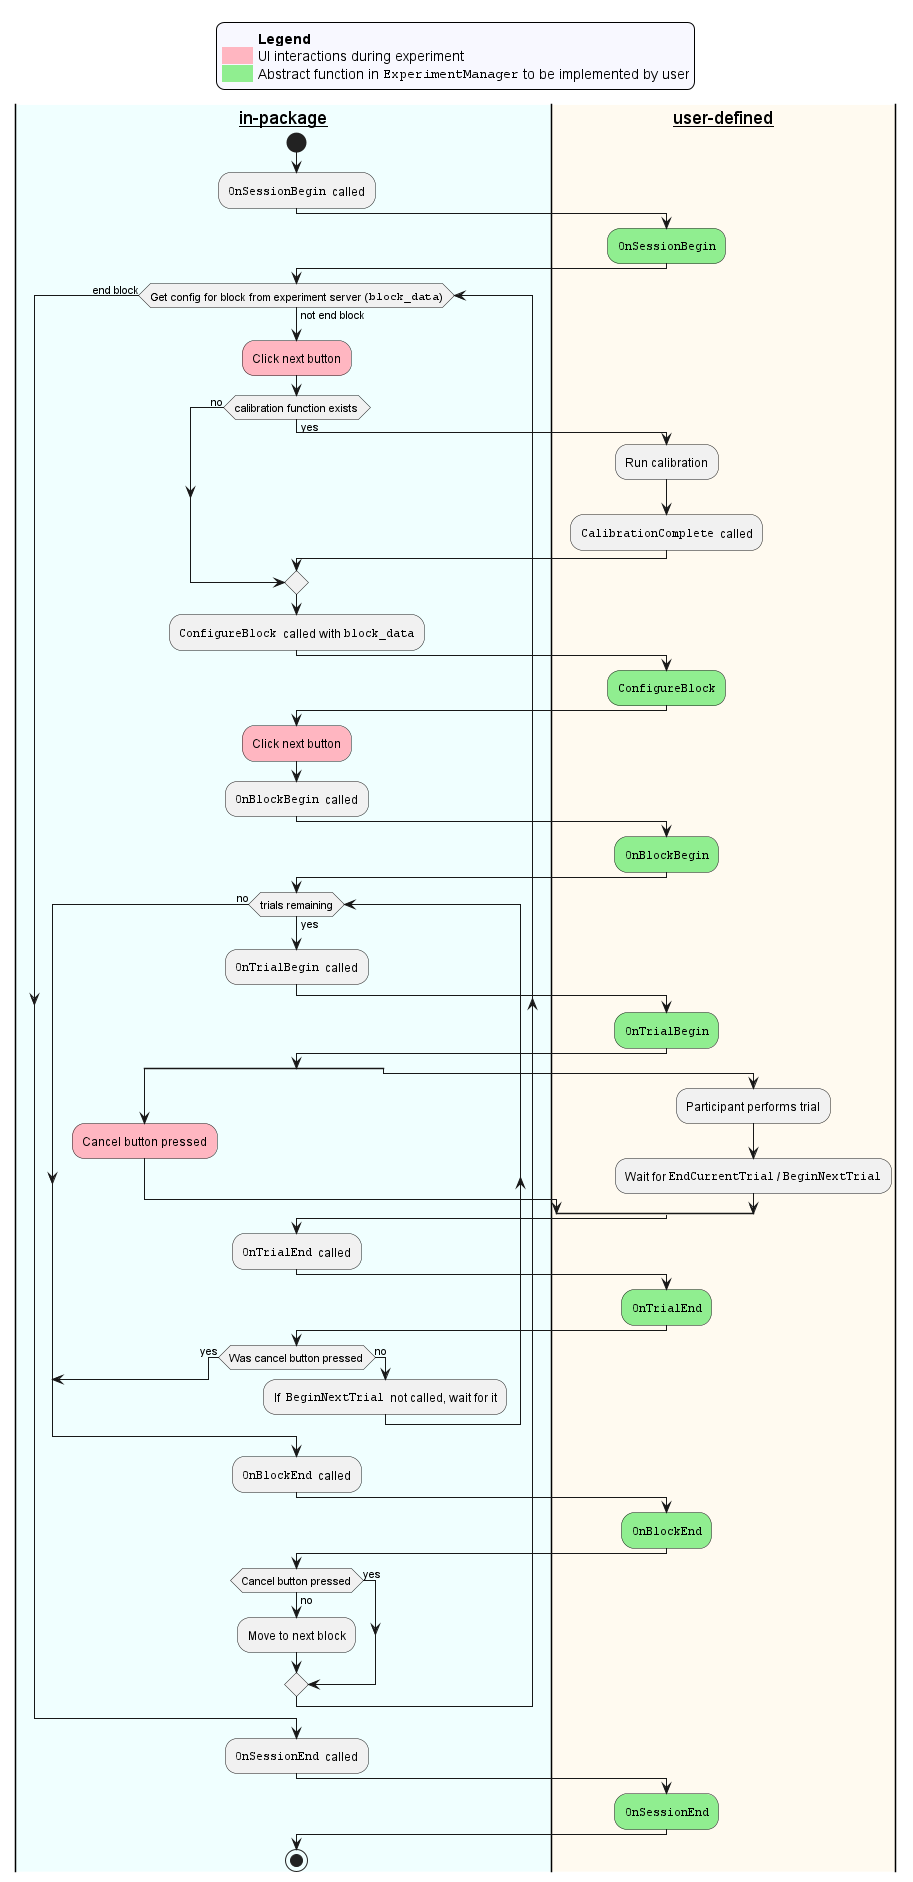 Legend
UI interactions during experiment
Abstract function in ExperimentManager to be implemented by user
in-package
user-defined
OnSessionBegin called
OnSessionBegin
end block
Get config for block from experiment server (block_data)
not end block
Click next button
no
calibration function exists
yes
Run calibration
CalibrationComplete called
ConfigureBlock called with block_data
ConfigureBlock
Click next button
OnBlockBegin called
OnBlockBegin
no
trials remaining
yes
OnTrialBegin called
OnTrialBegin
Participant performs trial
Cancel button pressed
Wait for EndCurrentTrial / BeginNextTrial
OnTrialEnd called
OnTrialEnd
yes
Was cancel button pressed
no
If BeginNextTrial not called, wait for it
OnBlockEnd called
OnBlockEnd
Cancel button pressed
yes
no
Move to next block
OnSessionEnd called
OnSessionEnd